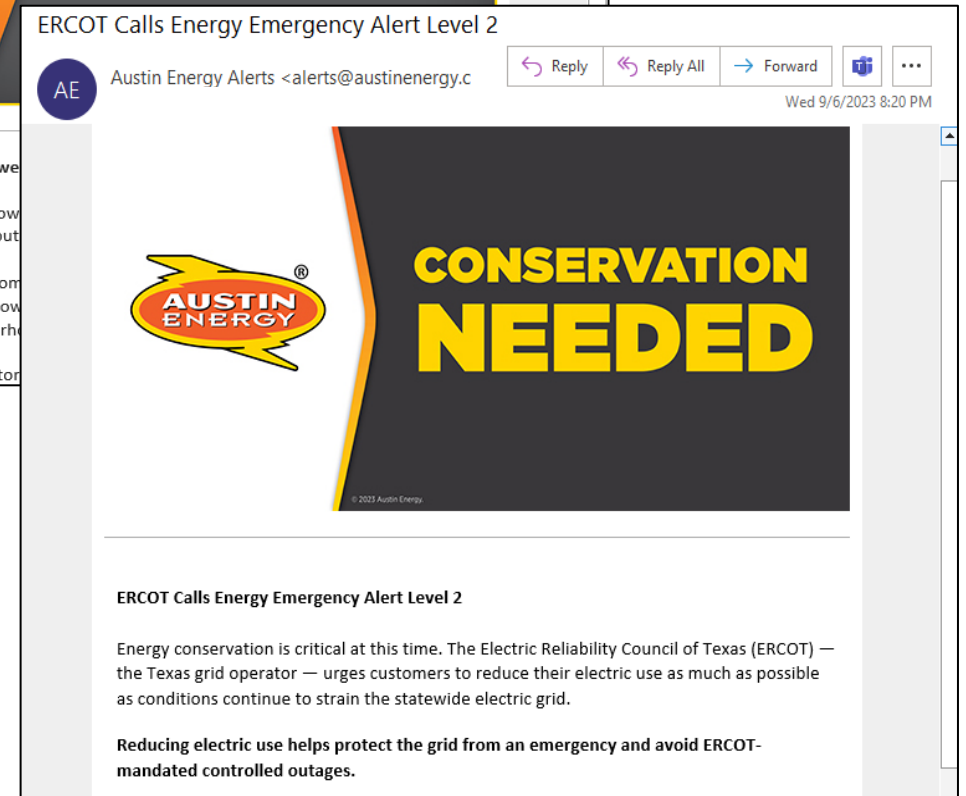 ERCOT Calls Energy Emergency Alert Level 2
AE
Austin Energy Alerts <alerts@austinenergy.c
Reply
Reply All
Forward
Wed 9/6/2023 8:20 PM
AUSTIN
ENERGY
®
CONSERVATION
NEEDED
© 2023 Austin Energy.
ERCOT Calls Energy Emergency Alert Level 2
Energy conservation is critical at this time. The Electric Reliability Council of Texas (ERCOT) —
the Texas grid operator — urges customers to reduce their electric use as much as possible
as conditions continue to strain the statewide electric grid.
Reducing electric use helps protect the grid from an emergency and avoid ERCOT-
mandated controlled outages.